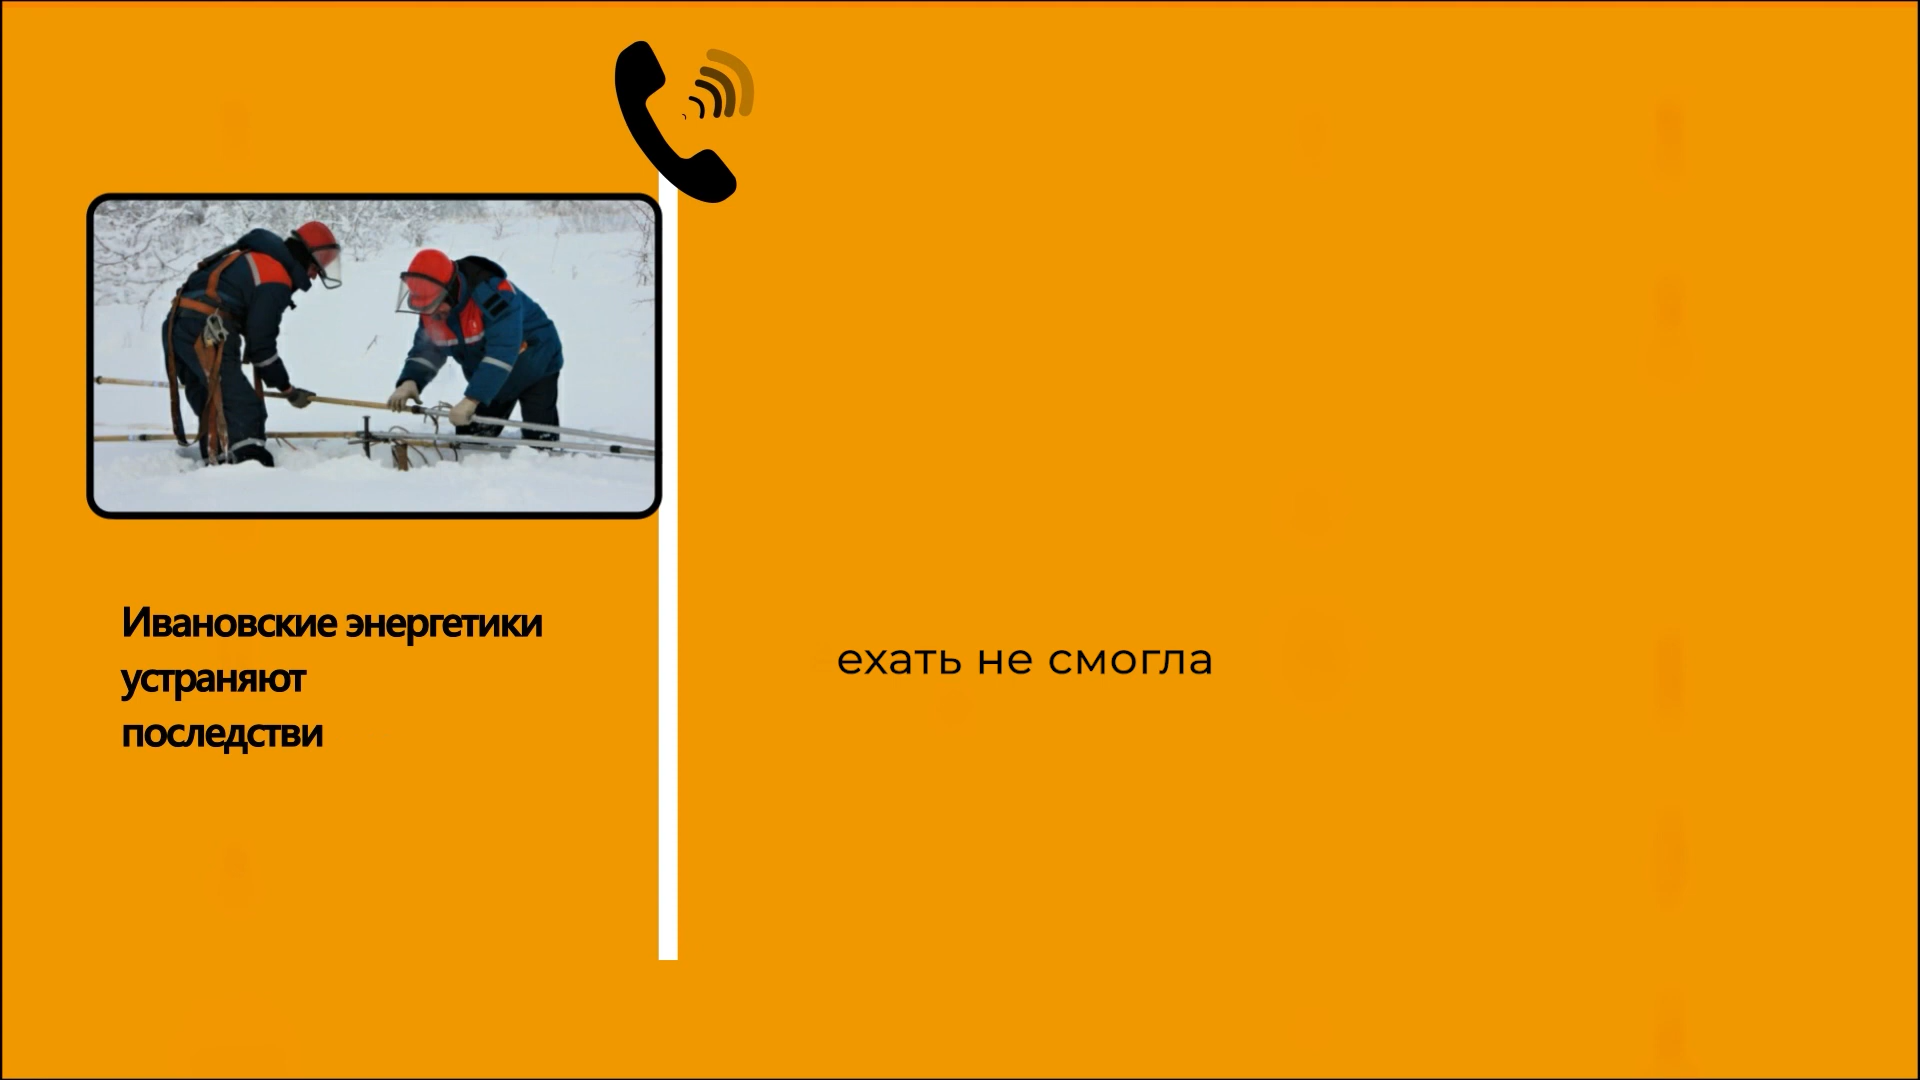 Ивановские энергетики
устраняют
последстви
ехать не смогла